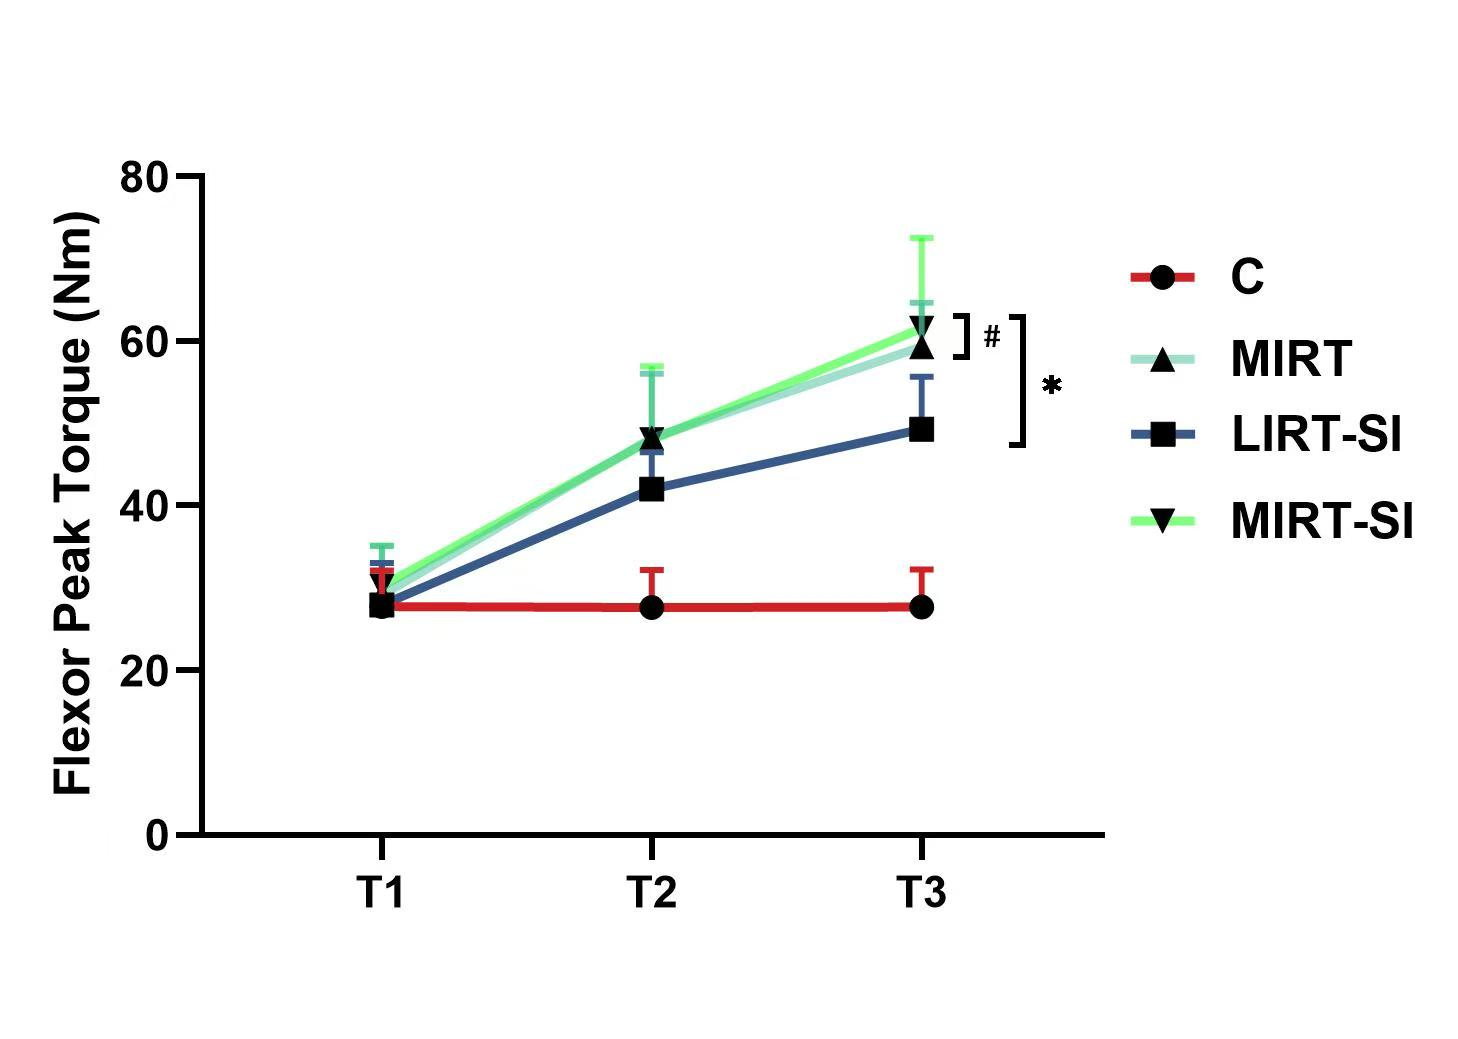 Flexor Peak Torque (Nm)
80
60
40
20
0
T1
T2
T3
#
*
C
MIRT
LIRT-SI
MIRT-SI